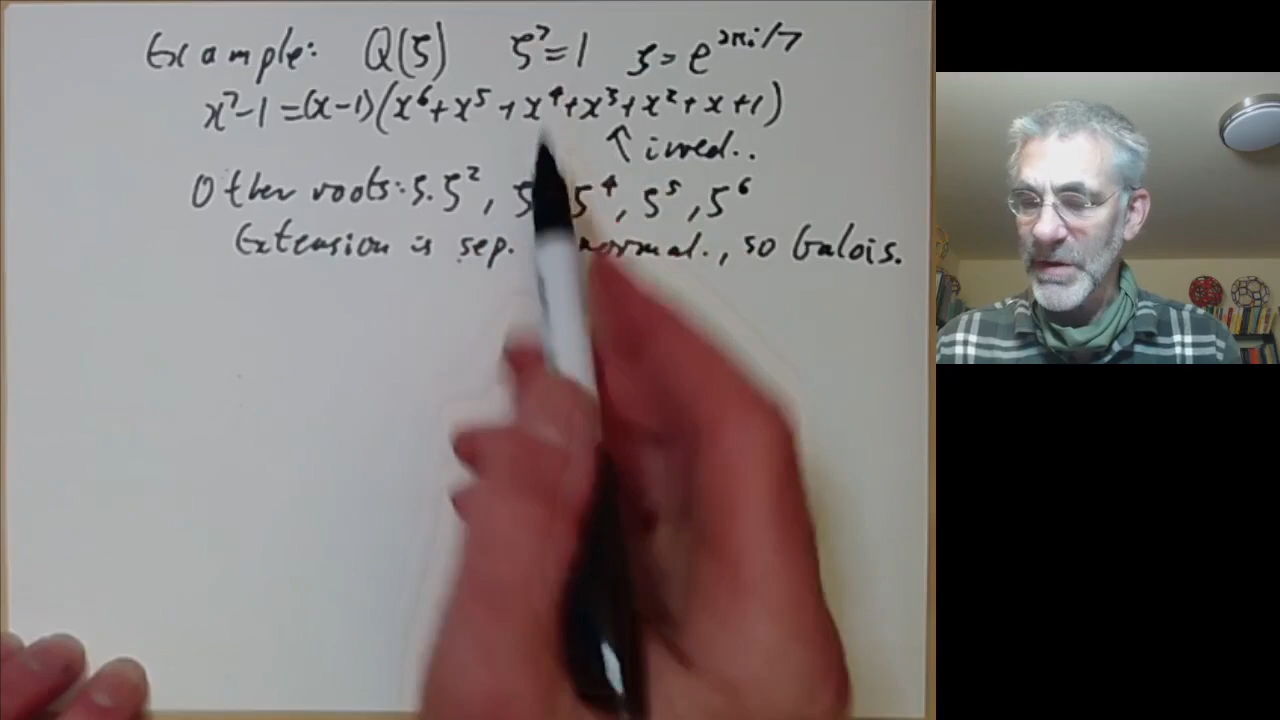 Example: Q(ζ) ζ⁷=1 ζ=e^{2πi/7}
x⁷-1=(x-1)(x⁶+x⁵+x⁴+x³+x²+x+1)
↑ irred..
Other roots: ζ. ζ², ζ ζ⁴, ζ⁵, ζ⁶
Extension is sep. normal., so Galois.